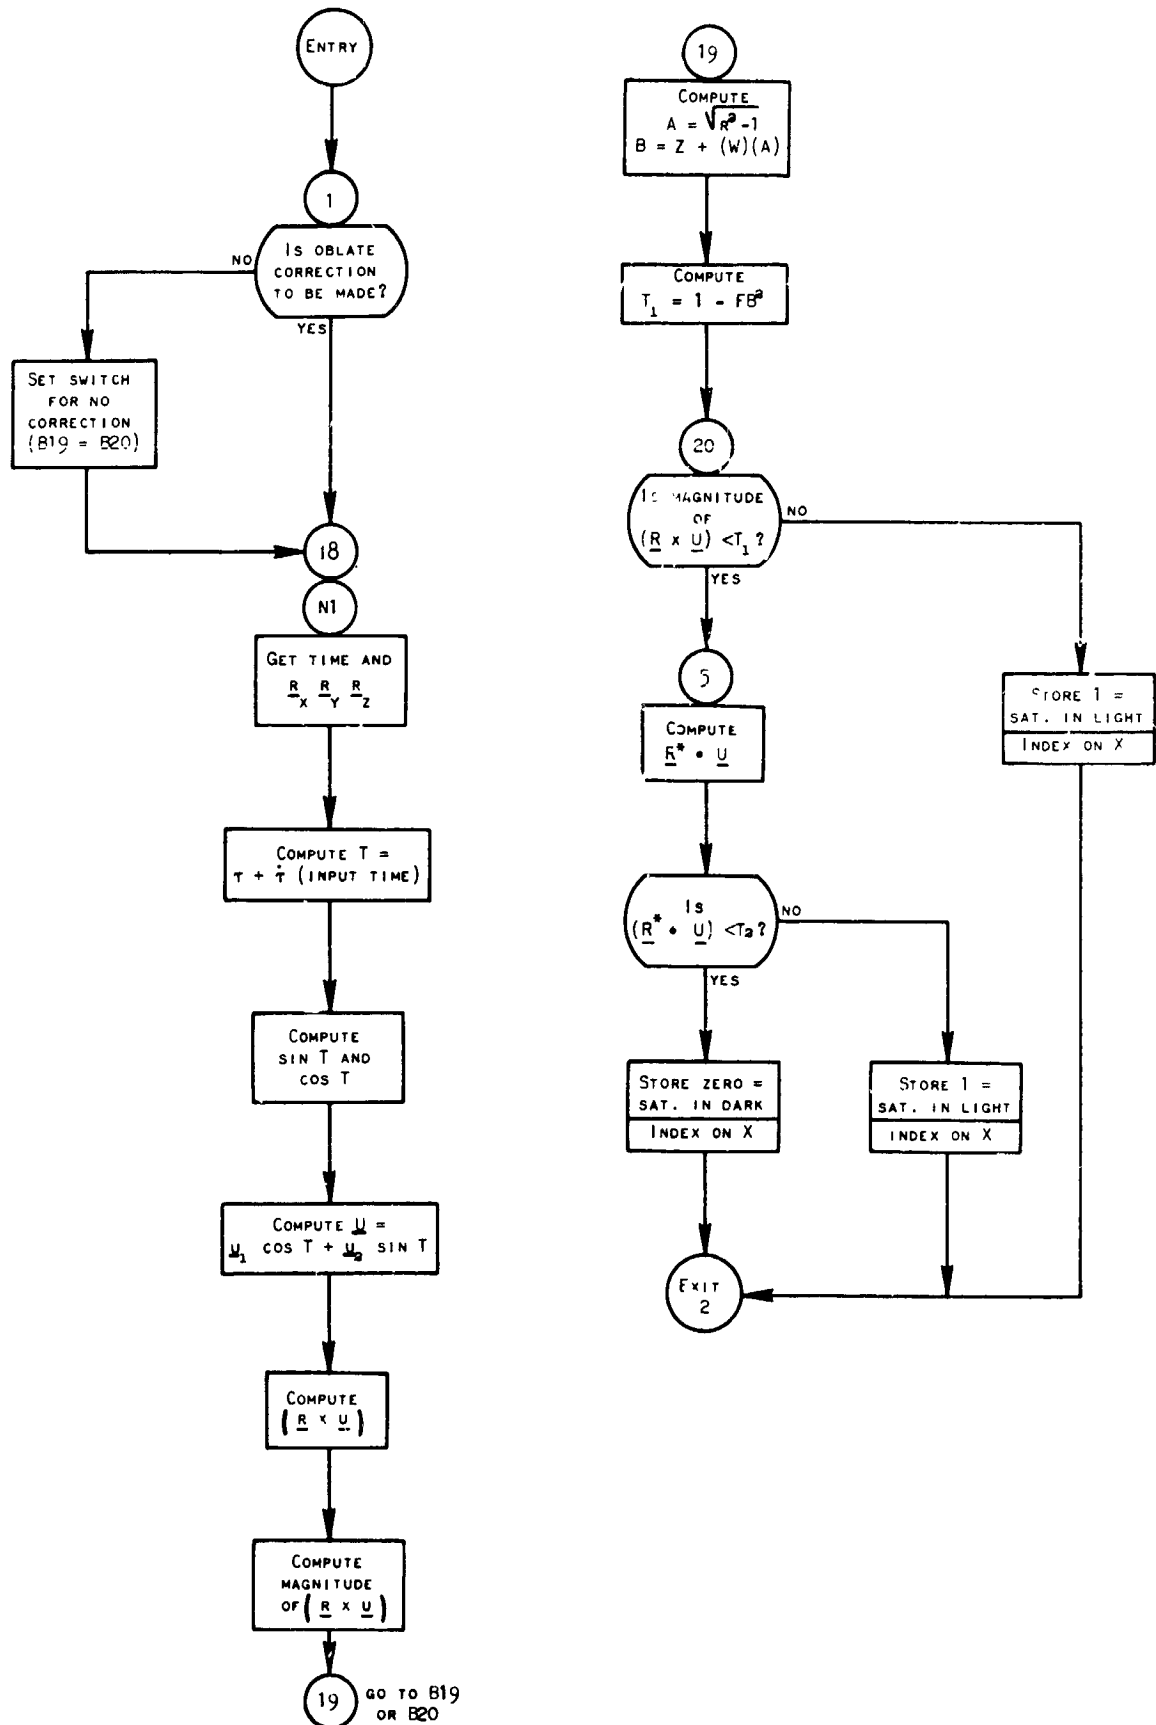 ENTRY
1
IS OBLATE
CORRECTION
TO BE MADE?
NO
YES
SET SWITCH
FOR NO
CORRECTION
(B19 = B20)
18
N1
GET TIME AND
R_X R_Y R_Z
COMPUTE T =
τ + τ̇ (INPUT TIME)
COMPUTE
SIN T AND
COS T
COMPUTE U =
U_1 COS T + U_2 SIN T
COMPUTE
(R × U)
COMPUTE
MAGNITUDE
OF (R × U)
19
GO TO B19
OR B20
19
COMPUTE
A = √R² -1
B = Z + (W)(A)
COMPUTE
T_1 = 1 - FB²
20
IS MAGNITUDE
OF
(R × U) <T_1?
NO
YES
5
COMPUTE
R* • U
STORE 1 =
SAT. IN LIGHT
INDEX ON X
IS
(R* • U) <T_2?
NO
YES
STORE ZERO =
SAT. IN DARK
INDEX ON X
STORE 1 =
SAT. IN LIGHT
INDEX ON X
EXIT
2